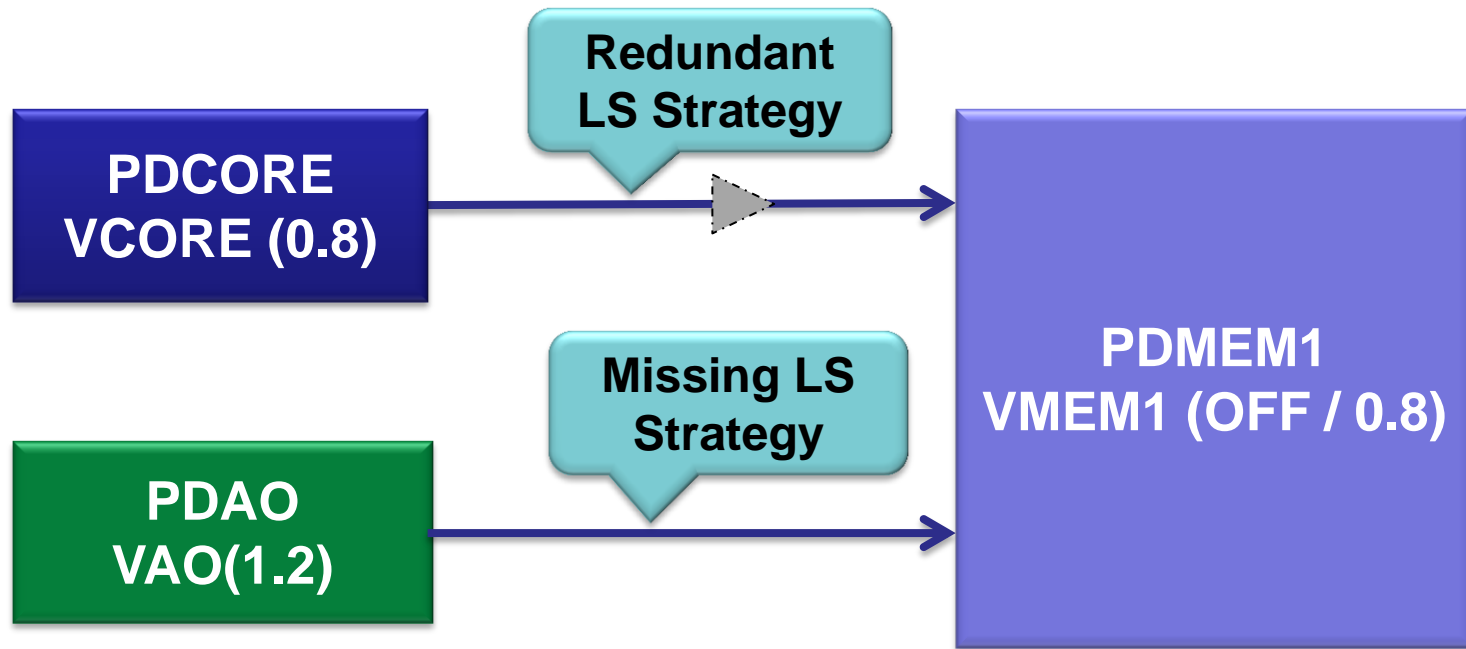 Redundant
LS Strategy
PDCORE
VCORE (0.8)
PDMEM1
VMEM1 (OFF / 0.8)
Missing LS
Strategy
PDAO
VAO(1.2)